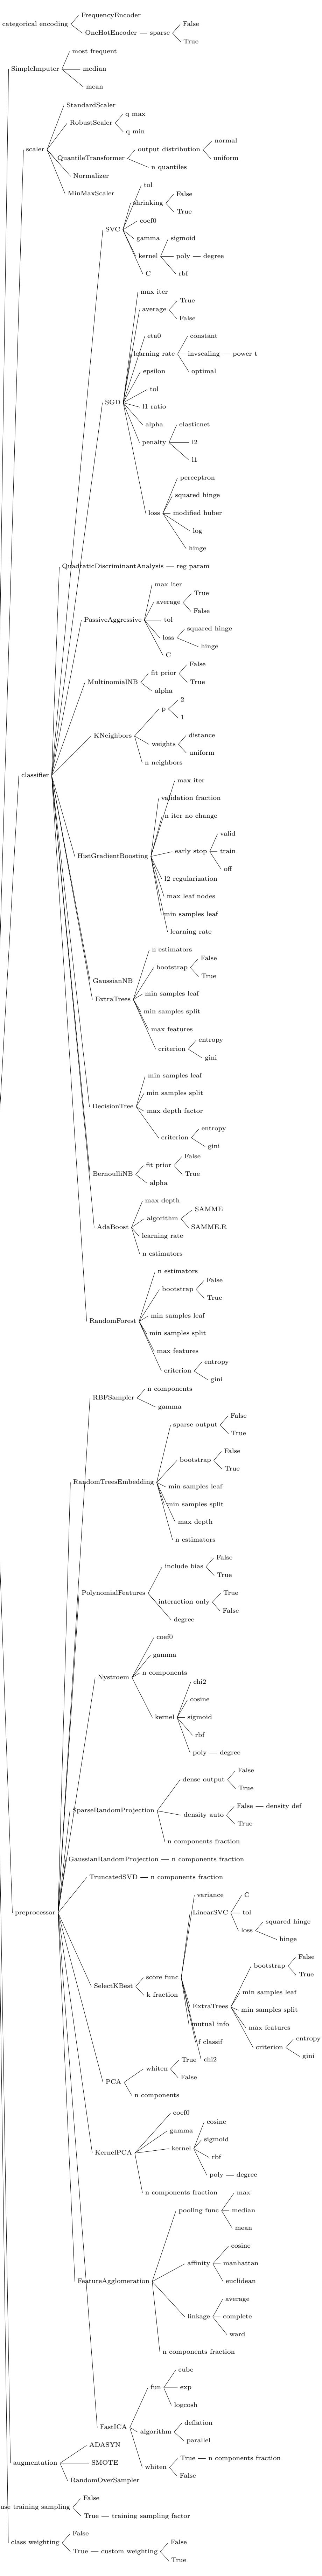 FrequencyEncoder
categorical encoding
OneHotEncoder — sparse
False
True
most frequent
SimpleImputer
median
mean
StandardScaler
q max
RobustScaler
q min
normal
scaler
output distribution
QuantileTransformer
uniform
n quantiles
Normalizer
MinMaxScaler
tol
False
shrinking
True
coef0
SVC
gamma
sigmoid
kernel
poly — degree
C
rbf
max iter
True
average
False
eta0
constant
learning rate
invscaling — power t
epsilon
optimal
tol
SGD
l1 ratio
alpha
elasticnet
penalty
l2
l1
perceptron
squared hinge
loss
modified huber
log
hinge
QuadraticDiscriminantAnalysis — reg param
max iter
True
average
False
PassiveAggressive
tol
squared hinge
loss
hinge
C
False
fit prior
True
MultinomialNB
alpha
2
p
1
KNeighbors
distance
weights
uniform
n neighbors
classifier
max iter
validation fraction
n iter no change
valid
early stop
train
HistGradientBoosting
off
l2 regularization
max leaf nodes
min samples leaf
learning rate
n estimators
False
bootstrap
True
GaussianNB
min samples leaf
ExtraTrees
min samples split
max features
entropy
criterion
gini
min samples leaf
min samples split
DecisionTree
max depth factor
entropy
criterion
gini
False
fit prior
True
BernoulliNB
alpha
max depth
SAMME
algorithm
SAMME.R
AdaBoost
learning rate
n estimators
n estimators
False
bootstrap
True
min samples leaf
RandomForest
min samples split
max features
entropy
criterion
gini
n components
RBFSampler
gamma
False
sparse output
True
False
bootstrap
True
RandomTreesEmbedding
min samples leaf
min samples split
max depth
n estimators
False
include bias
True
PolynomialFeatures
True
interaction only
False
degree
coef0
gamma
n components
Nystroem
chi2
cosine
kernel
sigmoid
rbf
poly — degree
False
dense output
True
SparseRandomProjection
False — density def
density auto
True
n components fraction
GaussianRandomProjection — n components fraction
TruncatedSVD — n components fraction
variance
C
preprocessor
LinearSVC
tol
squared hinge
loss
hinge
False
bootstrap
True
score func
SelectKBest
min samples leaf
k fraction
ExtraTrees
min samples split
mutual info
max features
f classif
entropy
criterion
gini
chi2
True
whiten
False
PCA
n components
coef0
gamma
cosine
sigmoid
kernel
KernelPCA
rbf
poly — degree
n components fraction
max
pooling func
median
mean
cosine
affinity
manhattan
FeatureAgglomeration
euclidean
average
linkage
complete
ward
n components fraction
cube
fun
exp
logcosh
FastICA
deflation
algorithm
parallel
True — n components fraction
whiten
False
ADASYN
augmentation
SMOTE
RandomOverSampler
False
use training sampling
True — training sampling factor
False
class weighting
True — custom weighting
False
True